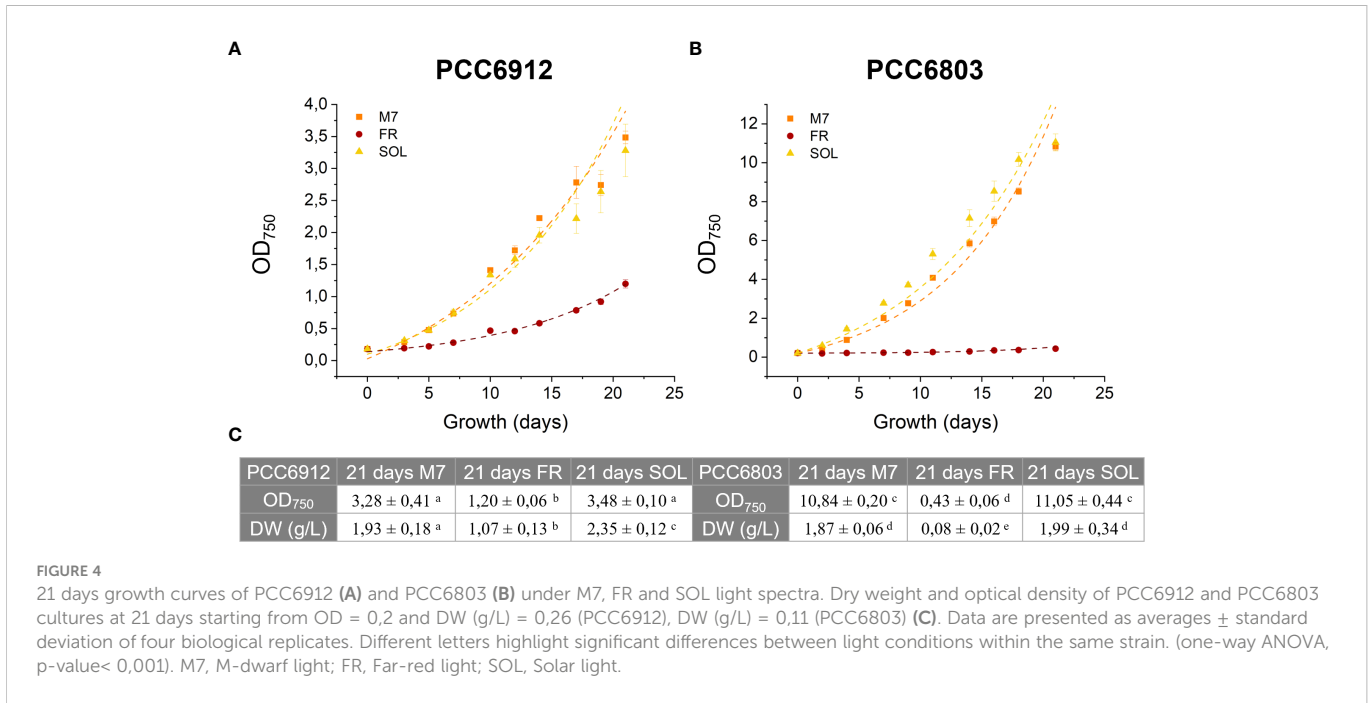 A
PCC6912
M7
FR
SOL
4,0
3,5
3,0
2,5
2,0
1,5
1,0
0,5
0,0
OD750
0 5 10 15 20 25
Growth (days)
B
PCC6803
M7
FR
SOL
12
10
8
6
4
2
0
OD750
0 5 10 15 20 25
Growth (days)
C
PCC6912 21 days M7 21 days FR 21 days SOL PCC6803 21 days M7 21 days FR 21 days SOL
OD750 3,28 ± 0,41 a 1,20 ± 0,06 b 3,48 ± 0,10 a OD750 10,84 ± 0,20 c 0,43 ± 0,06 d 11,05 ± 0,44 c
DW (g/L) 1,93 ± 0,18 a 1,07 ± 0,13 b 2,35 ± 0,12 c DW (g/L) 1,87 ± 0,06 d 0,08 ± 0,02 e 1,99 ± 0,34 d
FIGURE 4
21 days growth curves of PCC6912 (A) and PCC6803 (B) under M7, FR and SOL light spectra. Dry weight and optical density of PCC6912 and PCC6803
cultures at 21 days starting from OD = 0,2 and DW (g/L) = 0,26 (PCC6912), DW (g/L) = 0,11 (PCC6803) (C). Data are presented as averages ± standard
deviation of four biological replicates. Different letters highlight significant differences between light conditions within the same strain. (one-way ANOVA,
p-value< 0,001). M7, M-dwarf light; FR, Far-red light; SOL, Solar light.